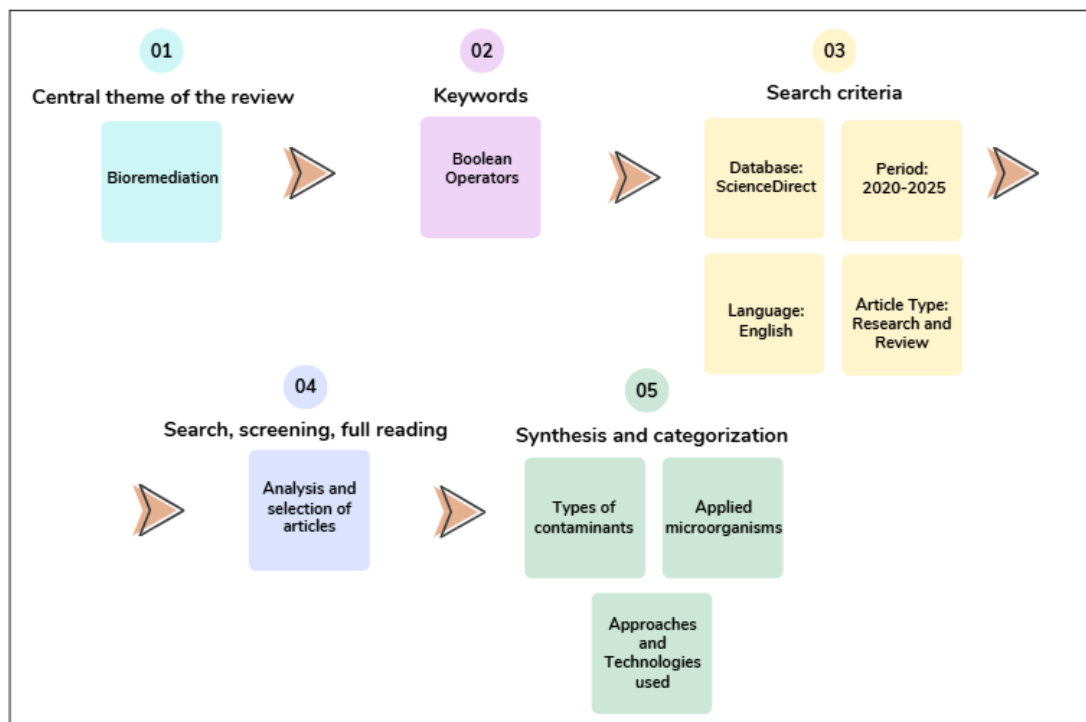 01
Central theme of the review
Bioremediation
02
Keywords
Boolean
Operators
03
Search criteria
Database:
ScienceDirect
Period:
2020-2025
Language:
English
Article Type:
Research and
Review
04
Search, screening, full reading
Analysis and
selection of
articles
05
Synthesis and categorization
Types of
contaminants
Applied
microorganisms
Approaches
and
Technologies
used